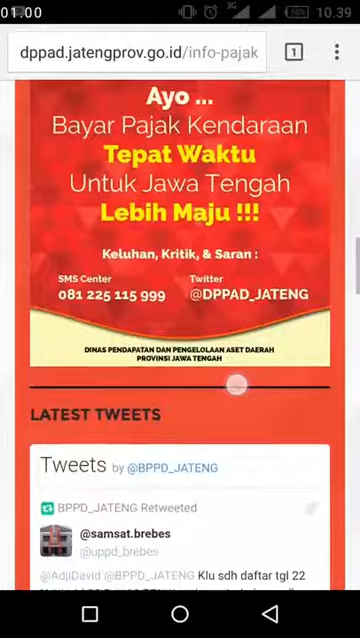 01:00
3G
50%
10.39
dppad.jatengprov.go.id/info-pajak
1
Ayo ...
Bayar Pajak Kendaraan
Tepat Waktu
Untuk Jawa Tengah
Lebih Maju !!!
Keluhan, Kritik, & Saran :
SMS Center
081 225 115 999
Twitter
@DPPAD_JATENG
DINAS PENDAPATAN DAN PENGELOLAAN ASET DAERAH
PROVINSI JAWA TENGAH
LATEST TWEETS
Tweets by @BPPD_JATENG
BPPD_JATENG Retweeted
@samsat.brebes
@uppd_brebes
@AdjiDavid @BPPD_JATENG Klu sdh daftar tgl 22